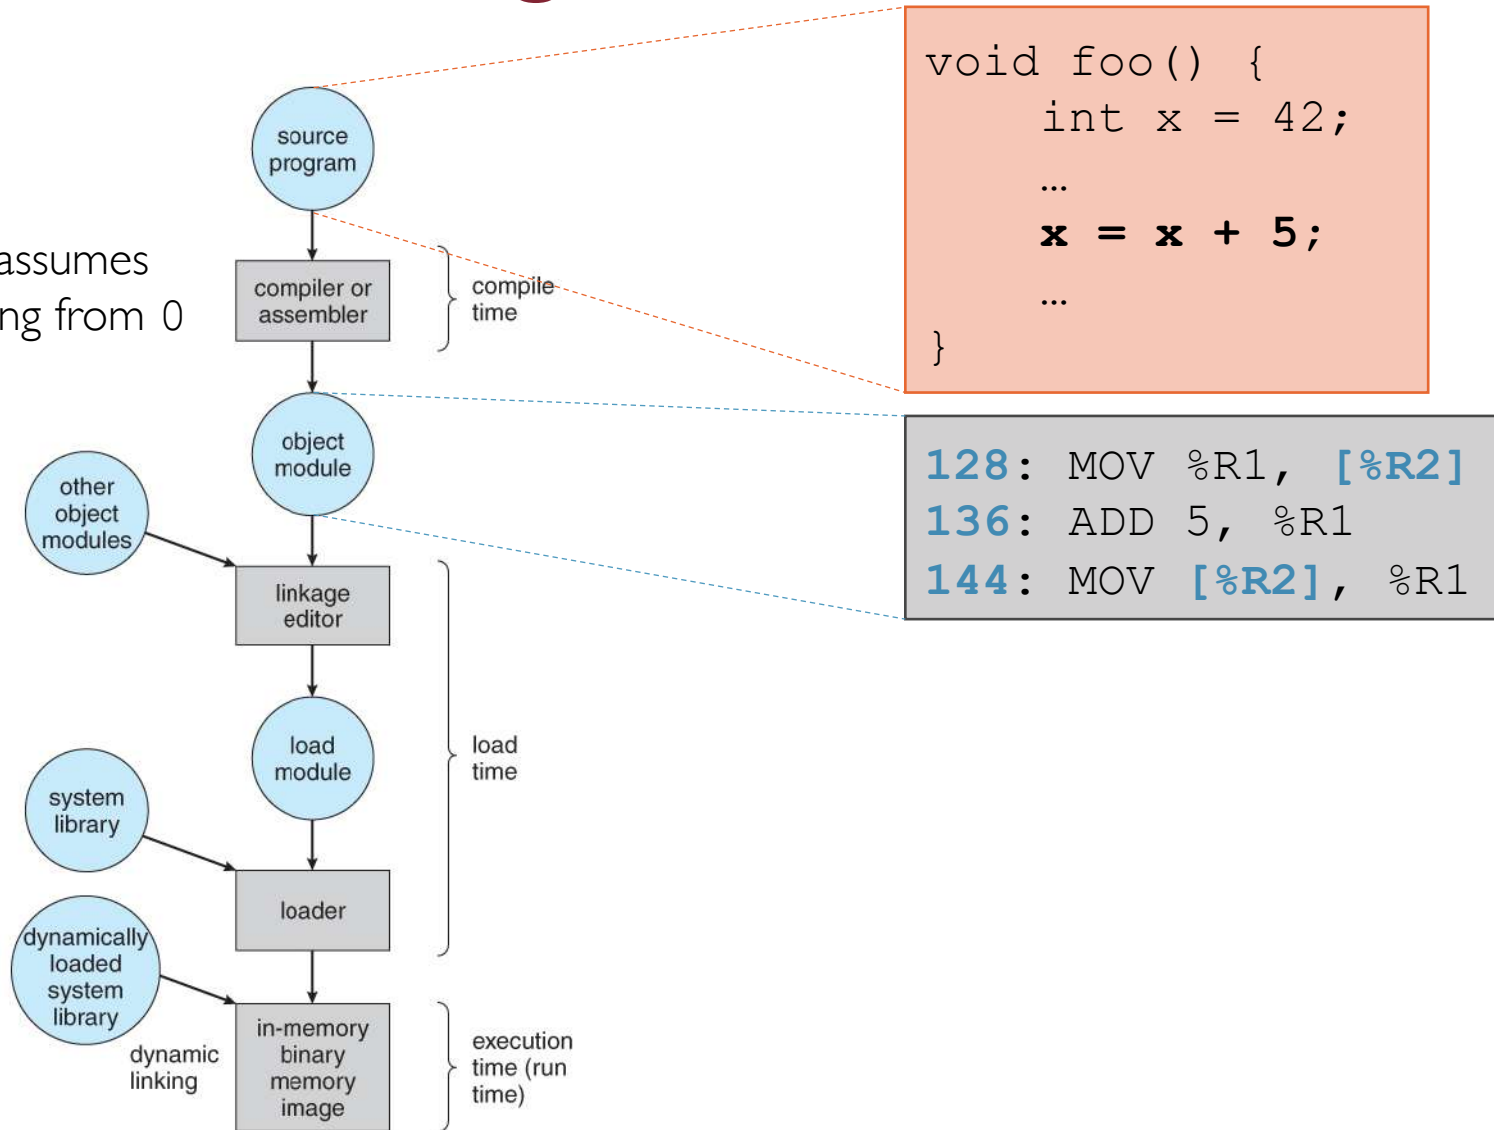 source
program
assumes
ng from 0
compiler or
assembler
compile
time
object
module
other
object
modules
linkage
editor
load
module
load
time
system
library
loader
dynamically
loaded
system
library
dynamic
linking
in-memory
binary
memory
image
execution
time (run
time)
void foo() {
int x = 42;
…
x = x + 5;
…
}
128: MOV %R1, [%R2]
136: ADD 5, %R1
144: MOV [%R2], %R1